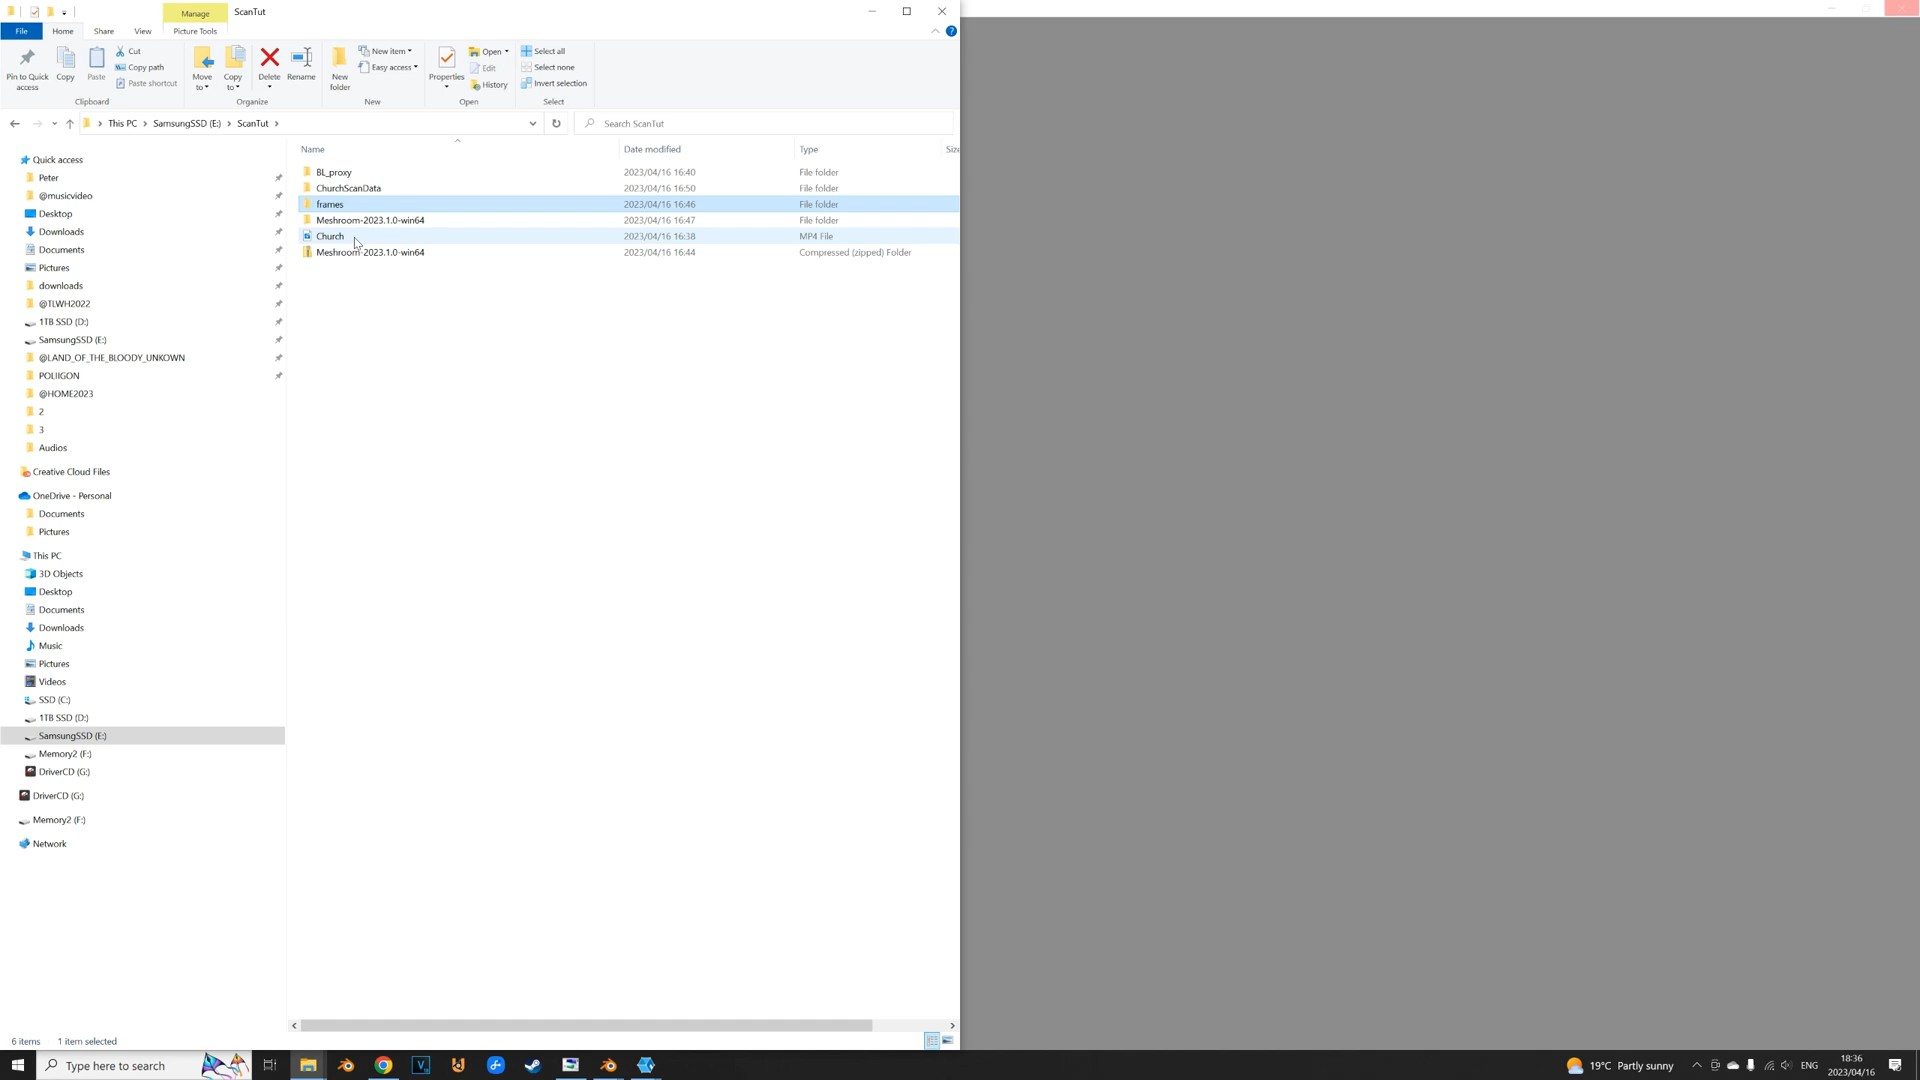 Manage
ScanTut
File
Home
Share
View
Picture Tools
Pin to Quick
access
Copy
Paste
Cut
Copy path
Paste shortcut
Clipboard
Move
to
Copy
to
Delete
Rename
Organize
New
folder
New item
Easy access
New
Properties
Open
Edit
History
Open
Select all
Select none
Invert selection
Select
This PC
SamsungSSD (E:)
ScanTut
Search ScanTut
Name
Date modified
Type
Size
BL_proxy 2023/04/16 16:40 File folder
ChurchScanData 2023/04/16 16:50 File folder
frames 2023/04/16 16:46 File folder
Meshroom-2023.1.0-win64 2023/04/16 16:47 File folder
Church 2023/04/16 16:38 MP4 File
Meshroom-2023.1.0-win64 2023/04/16 16:44 Compressed (zipped) Folder
Quick access
Peter
@musicvideo
Desktop
Downloads
Documents
Pictures
downloads
@TLWH2022
1TB SSD (D:)
SamsungSSD (E:)
@LAND_OF_THE_BLOODY_UNKOWN
POLIIGON
@HOME2023
2
3
Audios
Creative Cloud Files
OneDrive - Personal
Documents
Pictures
This PC
3D Objects
Desktop
Documents
Downloads
Music
Pictures
Videos
SSD (C:)
1TB SSD (D:)
SamsungSSD (E:)
Memory2 (F:)
DriverCD (G:)
DriverCD (G:)
Memory2 (F:)
Network
6 items 1 item selected
Type here to search
19°C Partly sunny
ENG
18:36
2023/04/16